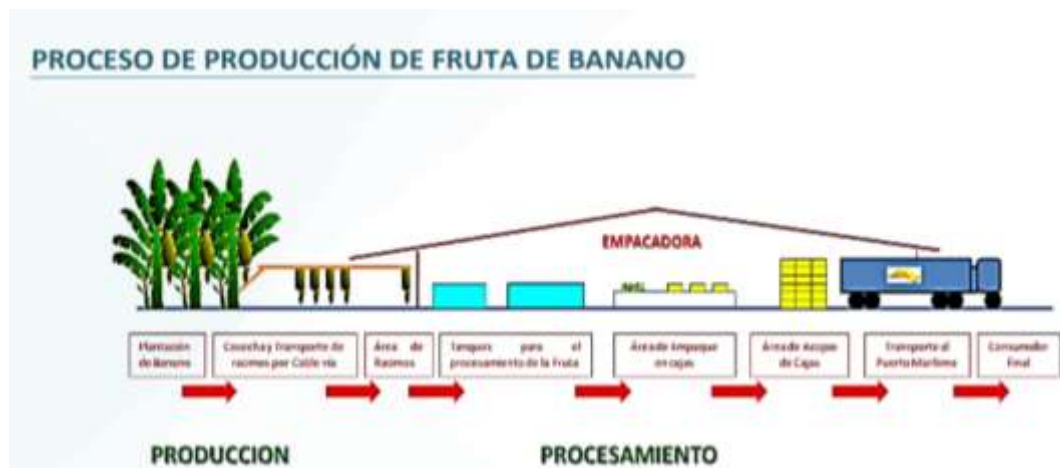 PROCESO DE PRODUCCIÓN DE FRUTA DE BANANO
EMPACADORA
Plantación
de Banano
Cosecha y Transporte de
racimos por Cable vía
Área de
Racimos
Tanques para el
procesamiento de la Fruta
Área de Empaque
en cajas
Área de Acopio
de Cajas
Transporte al
Puerto Marítimo
Consumidor
Final
PRODUCCION
PROCESAMIENTO